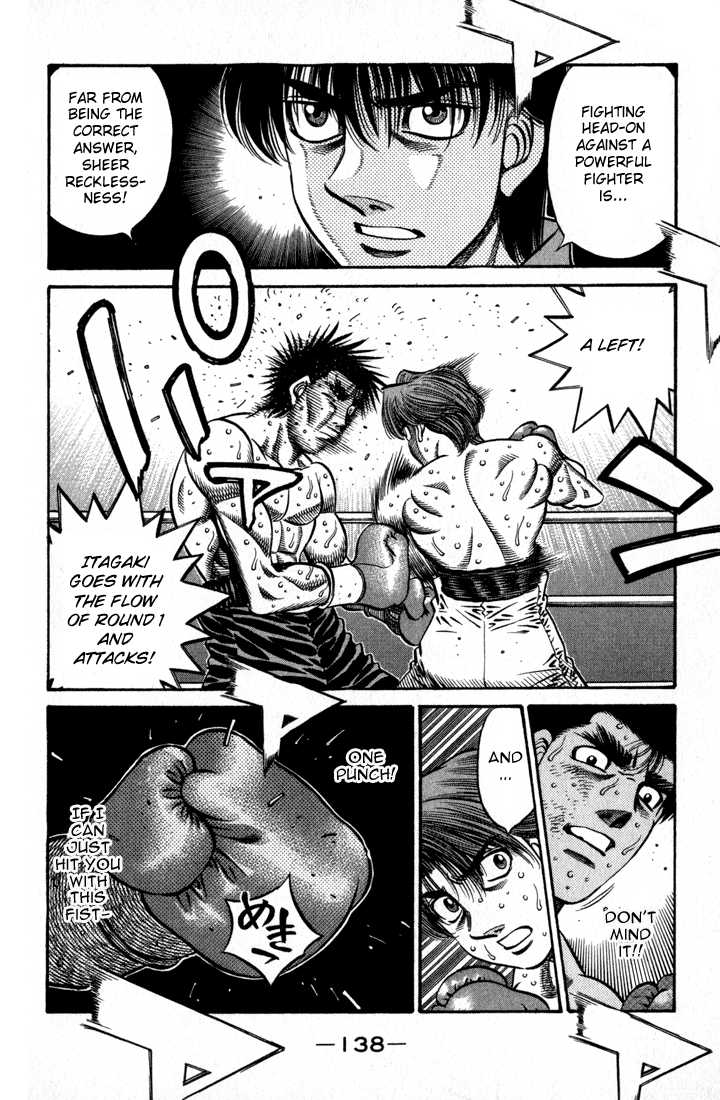 FIGHTING
HEAD-ON
AGAINST A
POWERFUL
FIGHTER
IS...
FAR FROM
BEING THE
CORRECT
ANSWER,
SHEER
RECKLESS-
NESS!
A LEFT!
ITAGAKI
GOES WITH
THE FLOW
OF ROUND 1
AND
ATTACKS!
DON'T
MIND
IT!!
AND
...
ONE
PUNCH!
IF I
CAN
JUST
HIT YOU
WITH
THIS
FIST-
めきっ
-138-